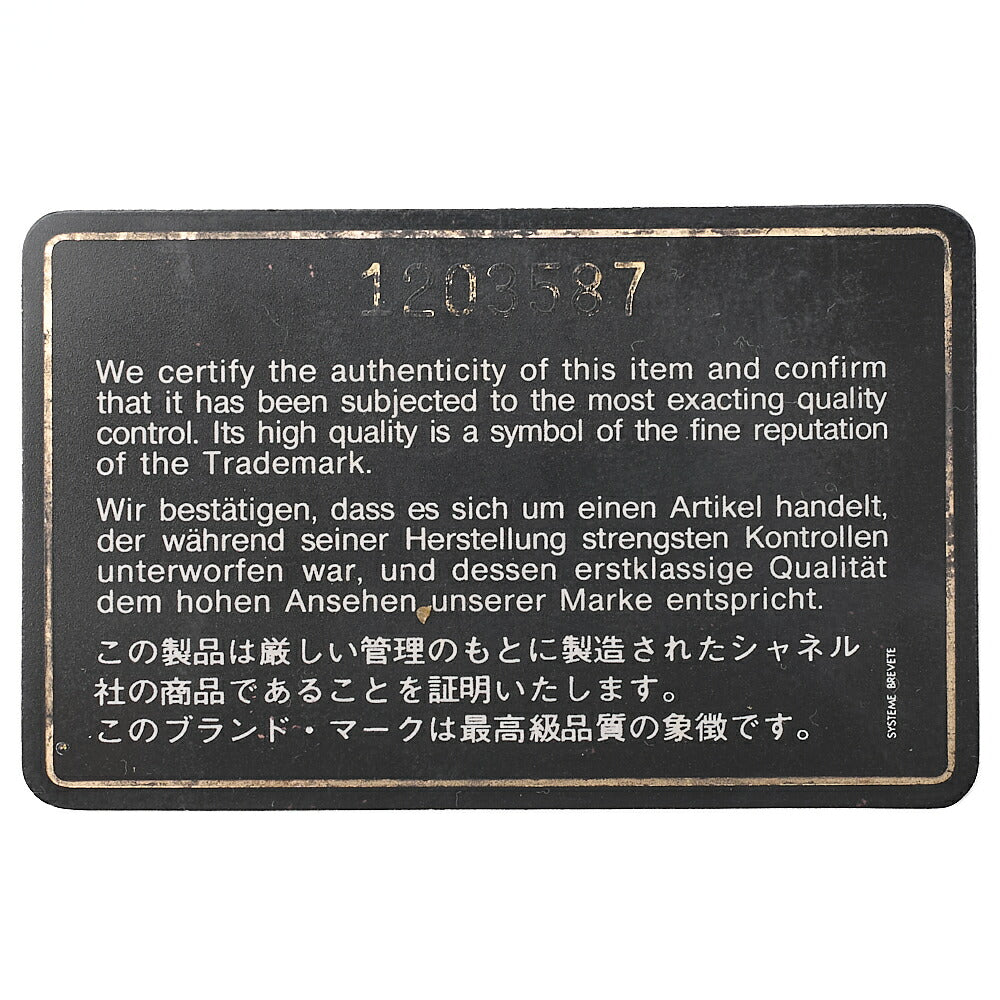 1203587
We certify the authenticity of this item and confirm
that it has been subjected to the most exacting quality
control. Its high quality is a symbol of the fine reputation
of the Trademark.
Wir bestätigen, dass es sich um einen Artikel handelt,
der während seiner Herstellung strengsten Kontrollen
unterworfen war, und dessen erstklassige Qualität
dem hohen Ansehen unserer Marke entspricht.
この製品は厳しい管理のもとに製造されたシャネル
社の商品であることを証明いたします。
このブランド・マークは最高級品質の象徴です。
SYSTEME BREVETE